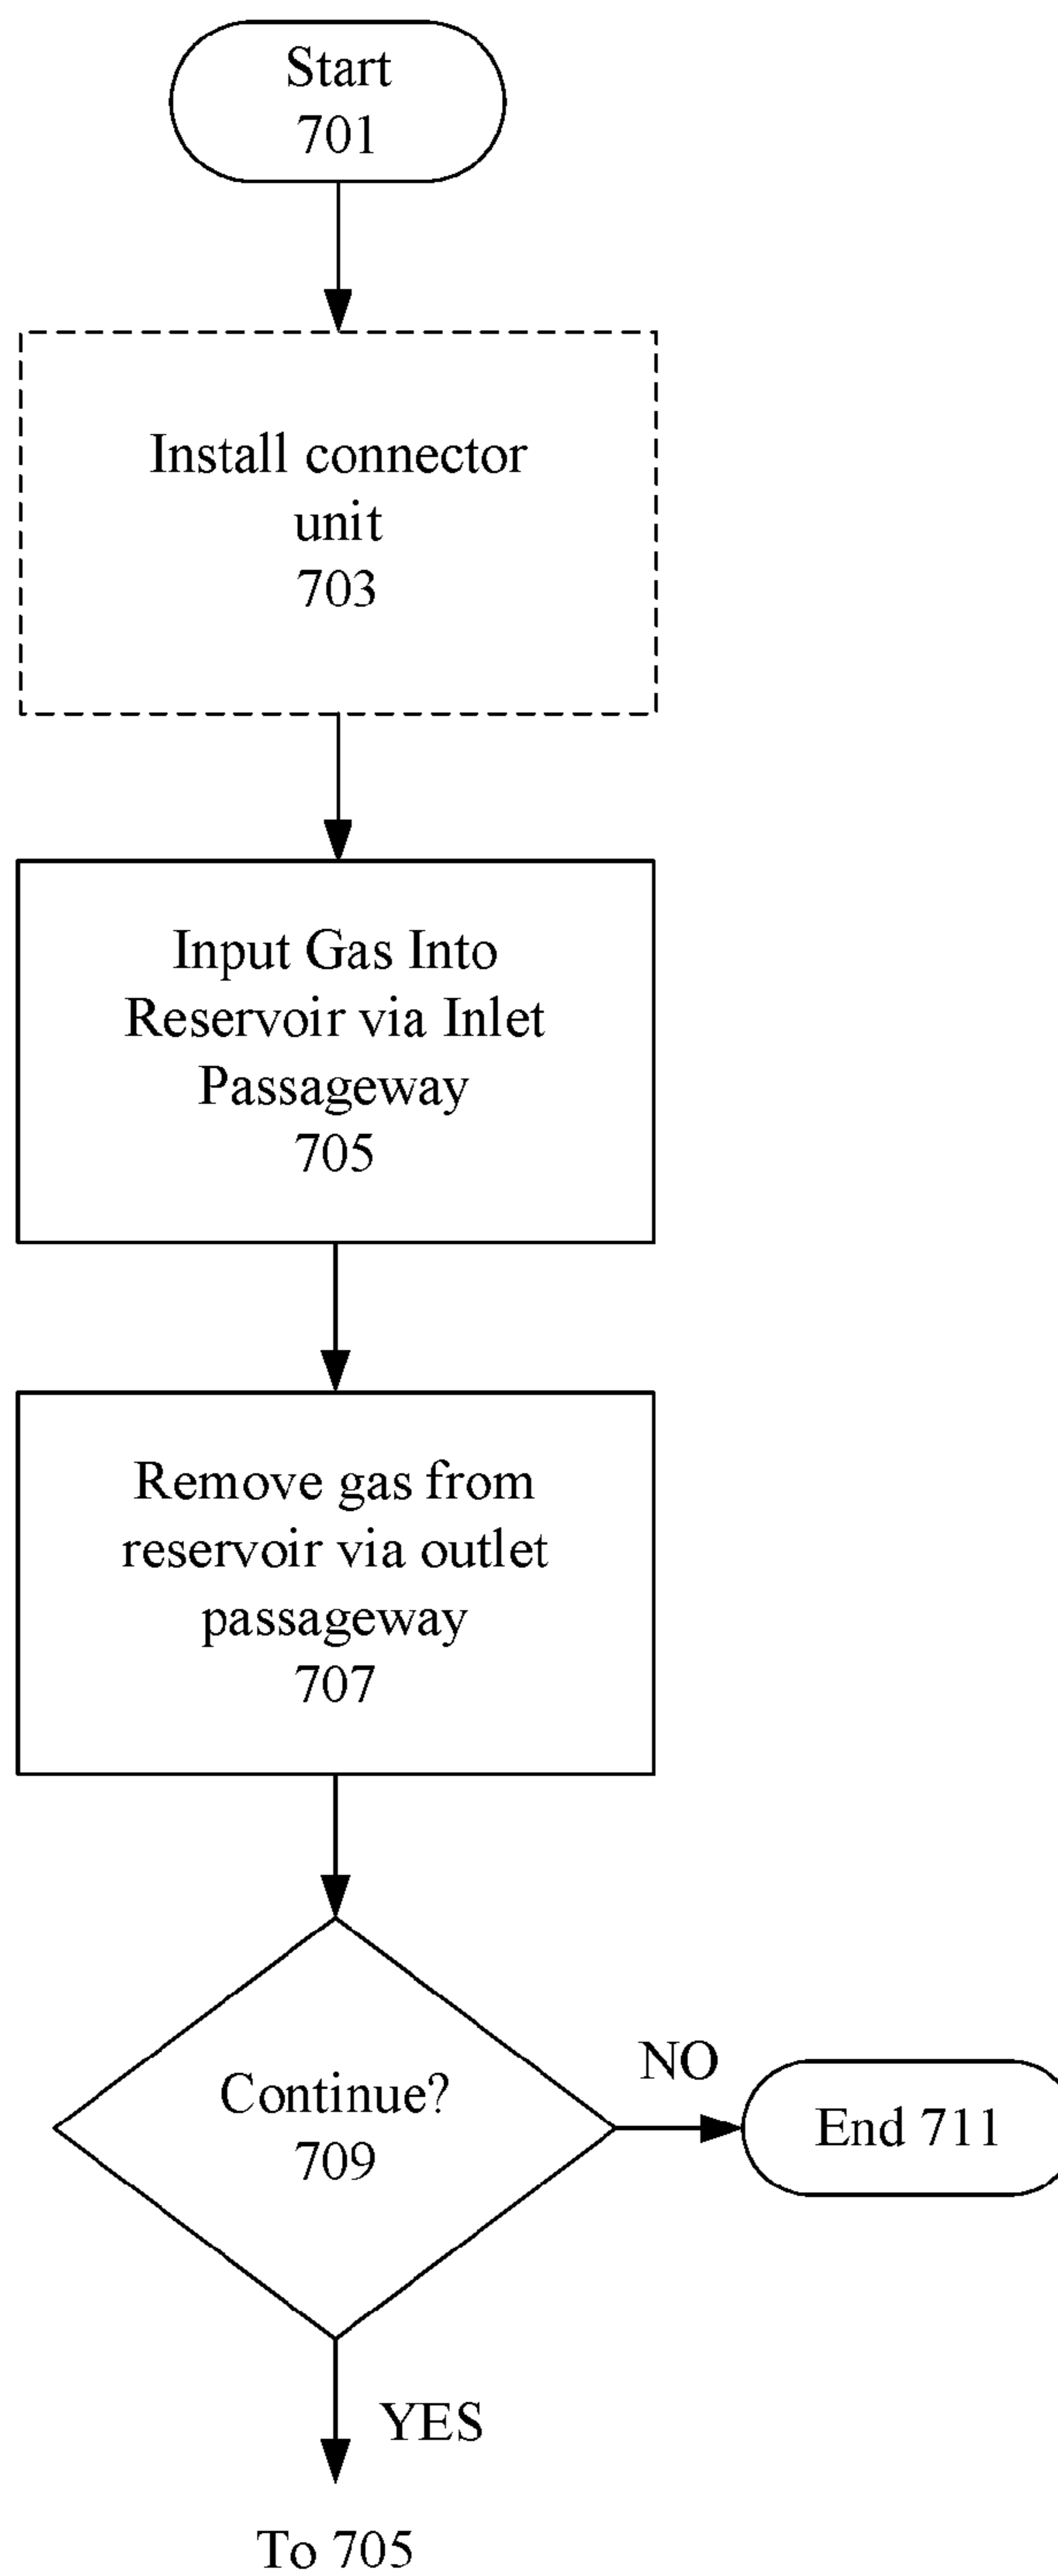 Start
701
Install connector
unit
703
Input Gas Into
Reservoir via Inlet
Passageway
705
Remove gas from
reservoir via outlet
passageway
707
Continue?
709
NO
End 711
YES
To 705